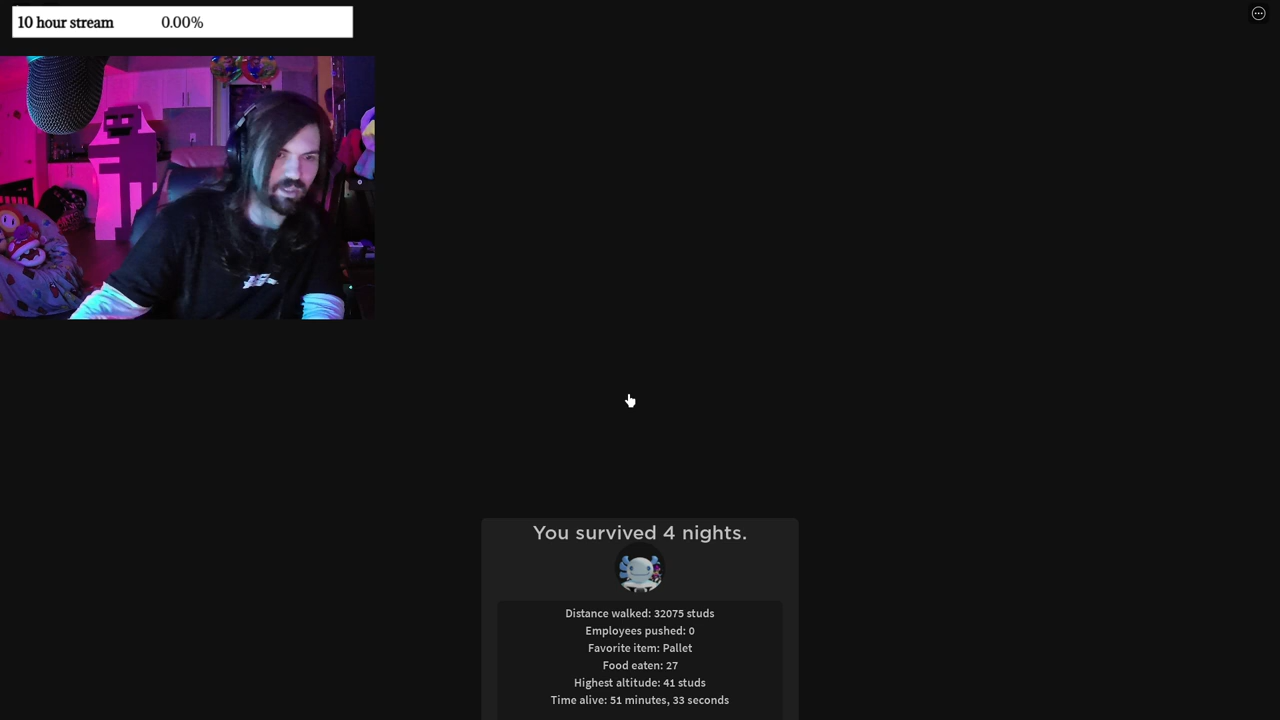 10 hour stream 0.00%
You survived 4 nights.
Distance walked: 32075 studs
Employees pushed: 0
Favorite item: Pallet
Food eaten: 27
Highest altitude: 41 studs
Time alive: 51 minutes, 33 seconds